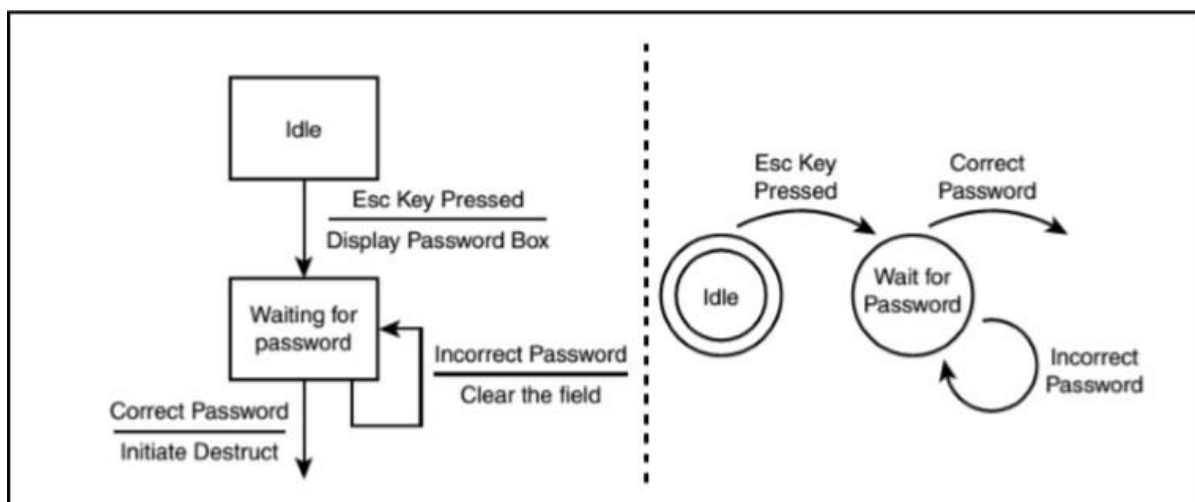 Idle
Esc Key Pressed
Display Password Box
Waiting for
password
Incorrect Password
Clear the field
Correct Password
Initiate Destruct
Esc Key
Pressed
Correct
Password
Idle
Wait for
Password
Incorrect
Password